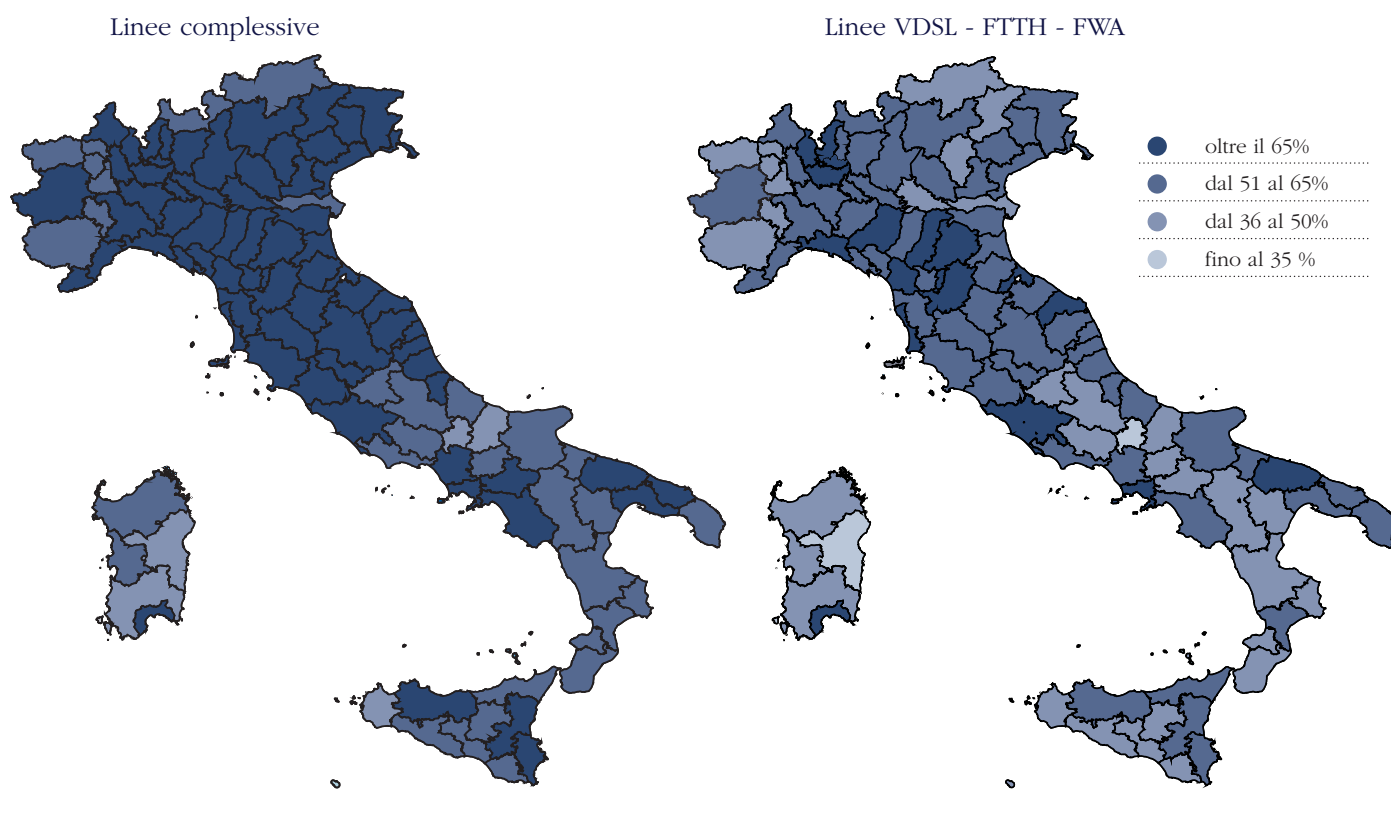 Linee complessive
Linee VDSL - FTTH - FWA
oltre il 65%
dal 51 al 65%
dal 36 al 50%
fino al 35 %